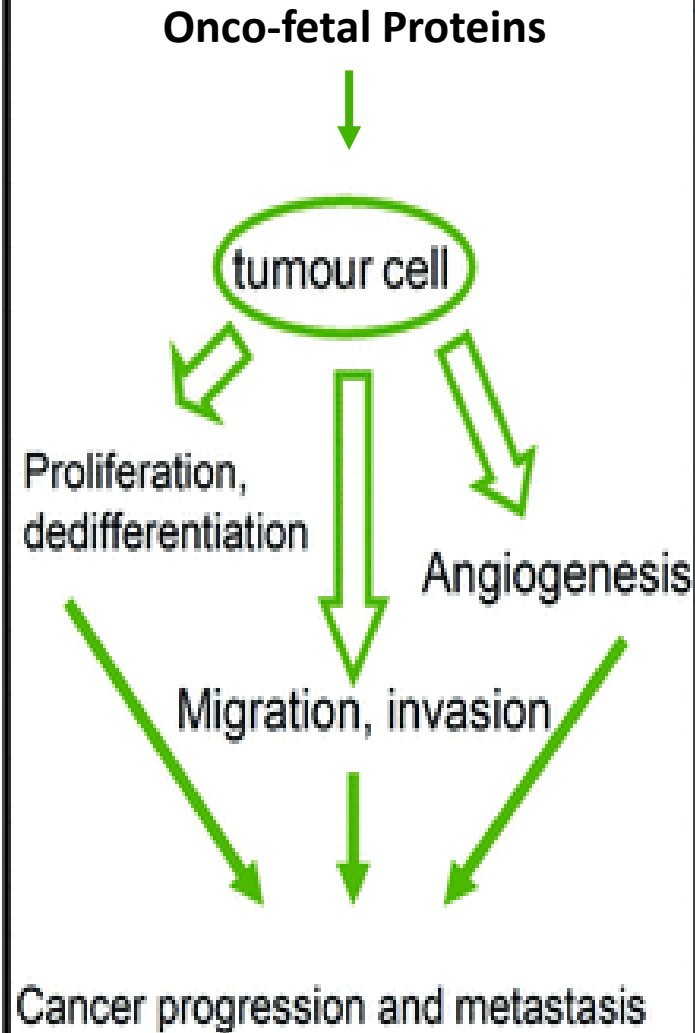 Onco-fetal Proteins
tumour cell
Proliferation,
dedifferentiation
Angiogenesis
Migration, invasion
Cancer progression and metastasis